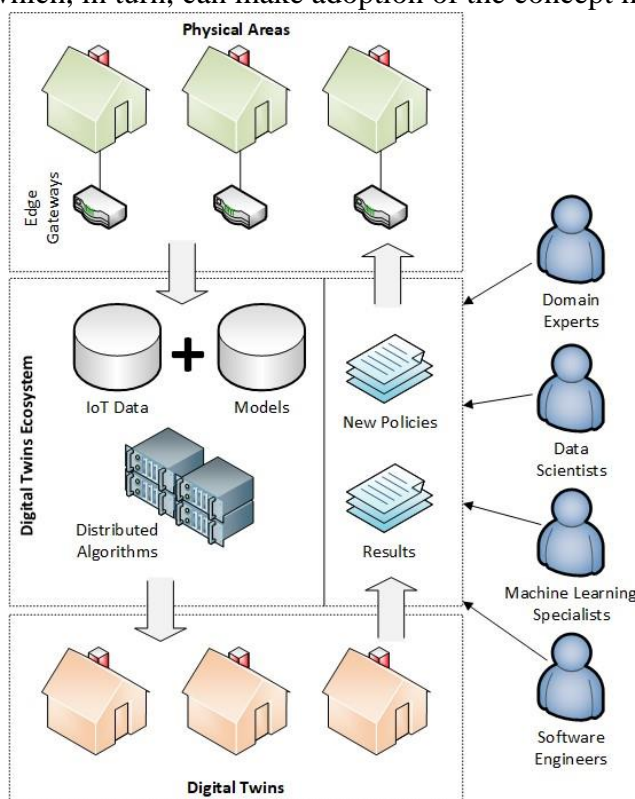 which, in turn, can make adoption of the concept
Physical Areas
Edge
Gateways
Digital Twins Ecosystem
IoT Data
Models
Distributed
Algorithms
New Policies
Results
Domain
Experts
Data
Scientists
Machine Learning
Specialists
Software
Engineers
Digital Twins